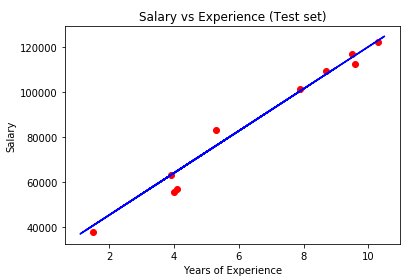 Salary vs Experience (Test set)
120000
100000
80000
60000
40000
Salary
2 4 6 8 10
Years of Experience